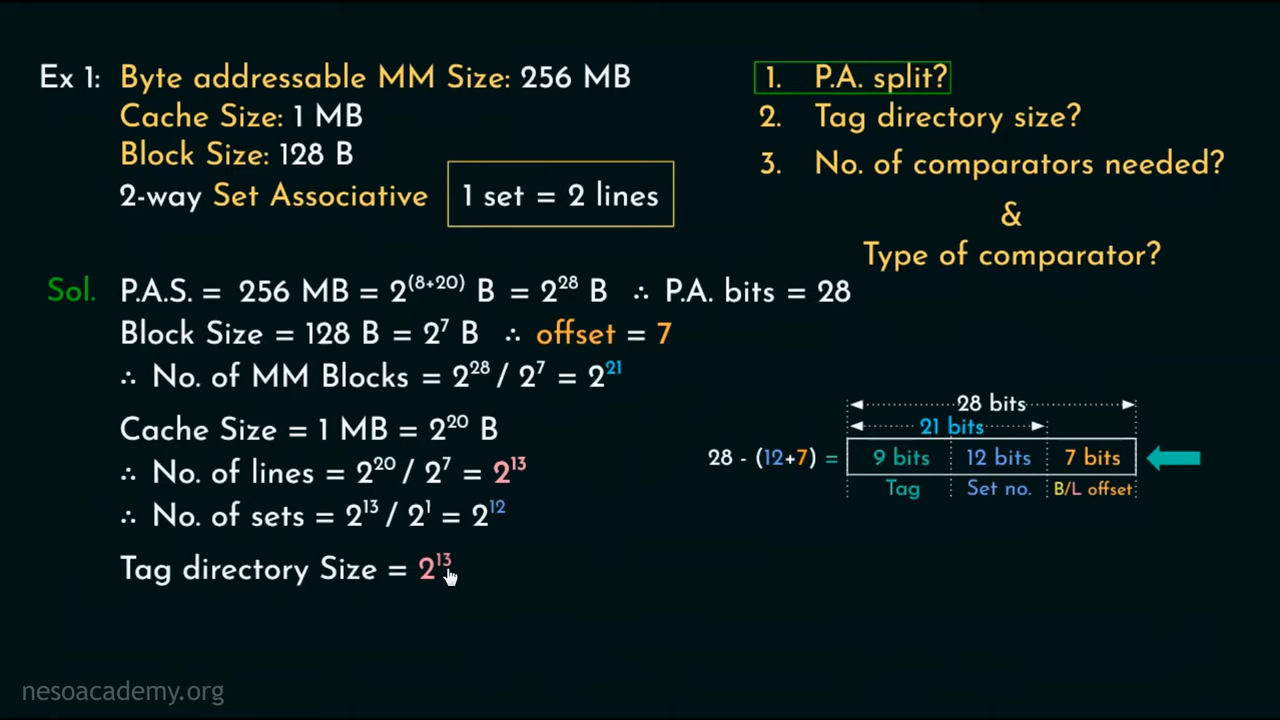 Ex 1: Byte addressable MM Size: 256 MB
Cache Size: 1 MB
Block Size: 128 B
2-way Set Associative
1 set = 2 lines
1. P.A. split?
2. Tag directory size?
3. No. of comparators needed?
&
Type of comparator?
Sol. P.A.S. = 256 MB = 2^(8+20) B = 2^28 B ∴ P.A. bits = 28
Block Size = 128 B = 2^7 B ∴ offset = 7
∴ No. of MM Blocks = 2^28 / 2^7 = 2^21
Cache Size = 1 MB = 2^20 B
∴ No. of lines = 2^20 / 2^7 = 2^13
∴ No. of sets = 2^13 / 2^1 = 2^12
Tag directory Size = 2^13
28 bits
21 bits
28 - (12+7) = 9 bits 12 bits 7 bits
Tag Set no. B/L offset
nesoacademy.org